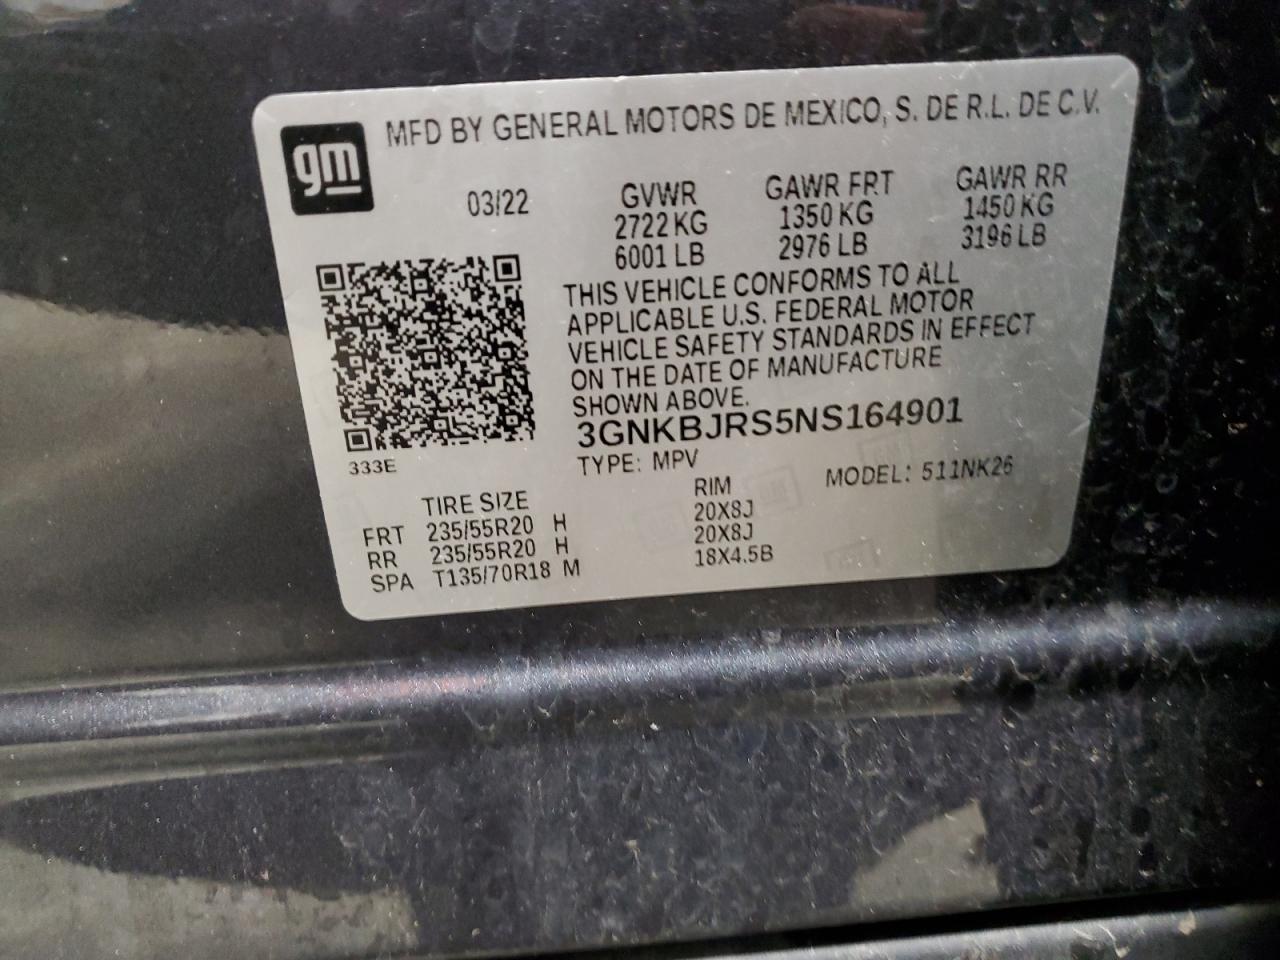 gm
MFD BY GENERAL MOTORS DE MEXICO, S. DE R.L. DE C.V.
03/22
GVWR GAWR FRT GAWR RR
2722 KG 1350 KG 1450 KG
6001 LB 2976 LB 3196 LB
THIS VEHICLE CONFORMS TO ALL
APPLICABLE U.S. FEDERAL MOTOR
VEHICLE SAFETY STANDARDS IN EFFECT
ON THE DATE OF MANUFACTURE
SHOWN ABOVE.
3GNKBJRS5NS164901
333E
TYPE: MPV MODEL: 511NK26
TIRE SIZE RIM
FRT 235/55R20 H 20X8J
RR 235/55R20 H 20X8J
SPA T135/70R18 M 18X4.5B